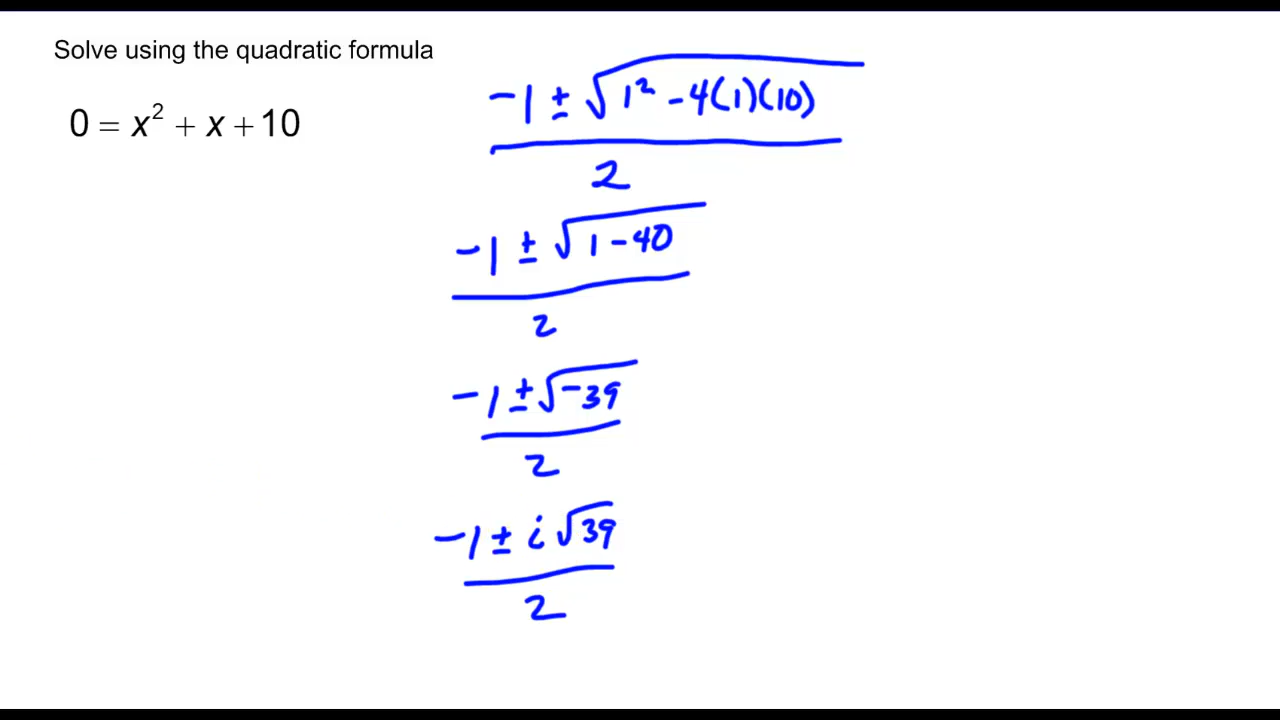 Solve using the quadratic formula
0 = x² + x + 10
-1 ± √(1² - 4(1)(10))
2
-1 ± √(1 - 40)
2
-1 ± √(-39)
2
-1 ± i√39
2